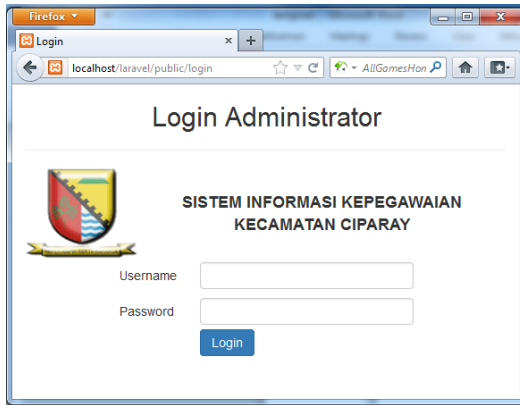 Firefox
Login
localhost/laravel/public/login
AllGamesHon
Login Administrator
SISTEM INFORMASI KEPEGAWAIAN
KECAMATAN CIPARAY
Username
Password
Login